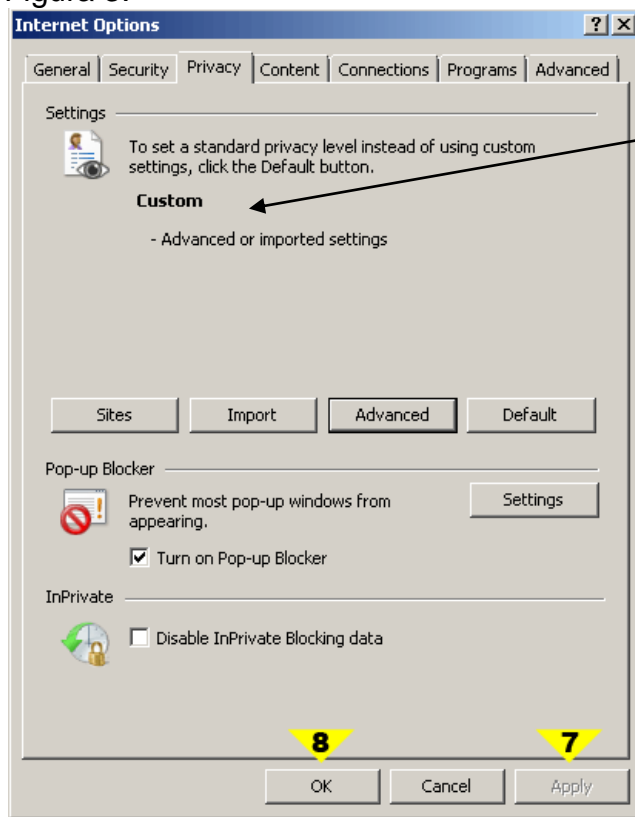 Internet Options
General Security Privacy Content Connections Programs Advanced
Settings
To set a standard privacy level instead of using custom
settings, click the Default button.
Custom
- Advanced or imported settings
Sites Import Advanced Default
Pop-up Blocker
Prevent most pop-up windows from
appearing.
Settings
Turn on Pop-up Blocker
InPrivate
Disable InPrivate Blocking data
8 7
OK Cancel Apply